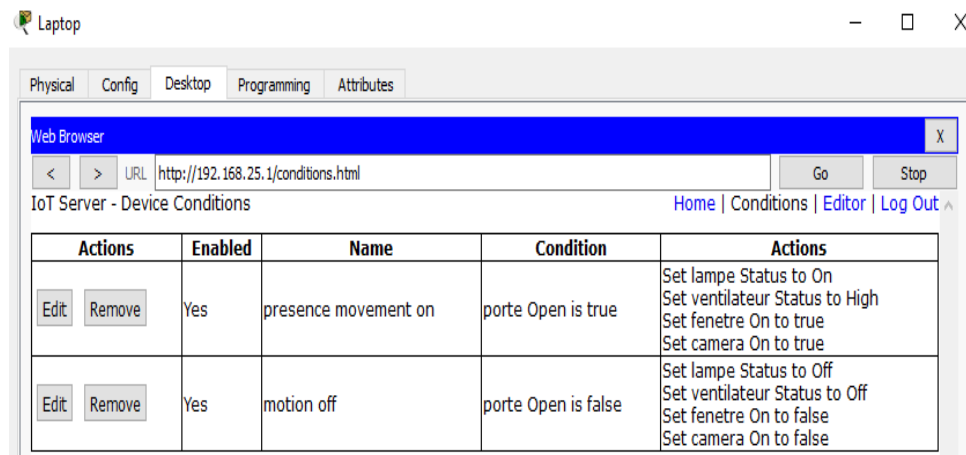 Laptop
Physical Config Desktop Programming Attributes
Web Browser X
< > URL http://192.168.25.1/conditions.html Go Stop
IoT Server - Device Conditions Home | Conditions | Editor | Log Out
Actions Enabled Name Condition Actions
Set lampe Status to On
Set ventilateur Status to High
Edit Remove Yes presence movement on porte Open is true
Set fenetre On to true
Set camera On to true
Set lampe Status to Off
Set ventilateur Status to Off
Edit Remove Yes motion off porte Open is false
Set fenetre On to false
Set camera On to false